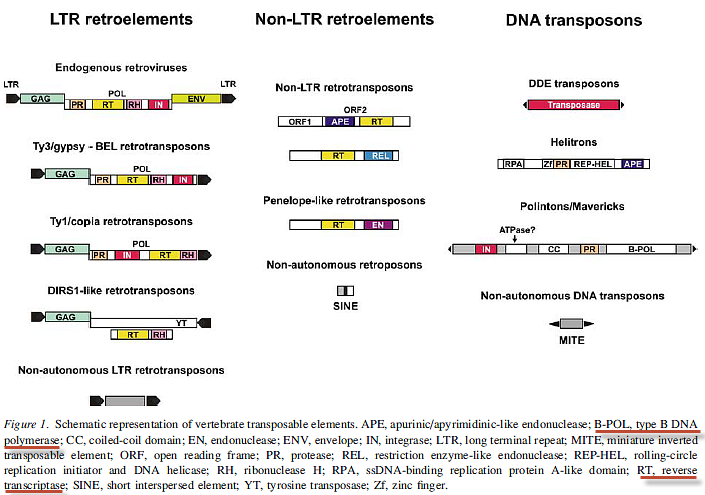 LTR retroelements
Endogenous retroviruses
LTR
LTR
POL
GAG
PR
RT
RH
IN
ENV
Ty3/gypsy - BEL retrotransposons
POL
GAG
PR
RT
RH
IN
Ty1/copia retrotransposons
POL
GAG
PR
IN
RT
RH
DIRS1-like retrotransposons
GAG
YT
RT
RH
Non-autonomous LTR retrotransposons
Non-LTR retroelements
Non-LTR retrotransposons
ORF2
ORF1
APE
RT
RT
REL
Penelope-like retrotransposons
RT
EN
Non-autonomous retroposons
SINE
DNA transposons
DDE transposons
Transposase
Helitrons
RPA
Zf
PR
REP-HEL
APE
Polintons/Mavericks
ATPase?
IN
CC
PR
B-POL
Non-autonomous DNA transposons
MITE
Figure 1. Schematic representation of vertebrate transposable elements. APE, apurinic/apyrimidinic-like endonuclease; B-POL, type B DNA
polymerase; CC, coiled-coil domain; EN, endonuclease; ENV, envelope; IN, integrase; LTR, long terminal repeat; MITE, miniature inverted
transposable element; ORF, open reading frame; PR, protease; REL, restriction enzyme-like endonuclease; REP-HEL, rolling-circle
replication initiator and DNA helicase; RH, ribonuclease H; RPA, ssDNA-binding replication protein A-like domain; RT, reverse
transcriptase; SINE, short interspersed element; YT, tyrosine transposase; Zf, zinc finger.